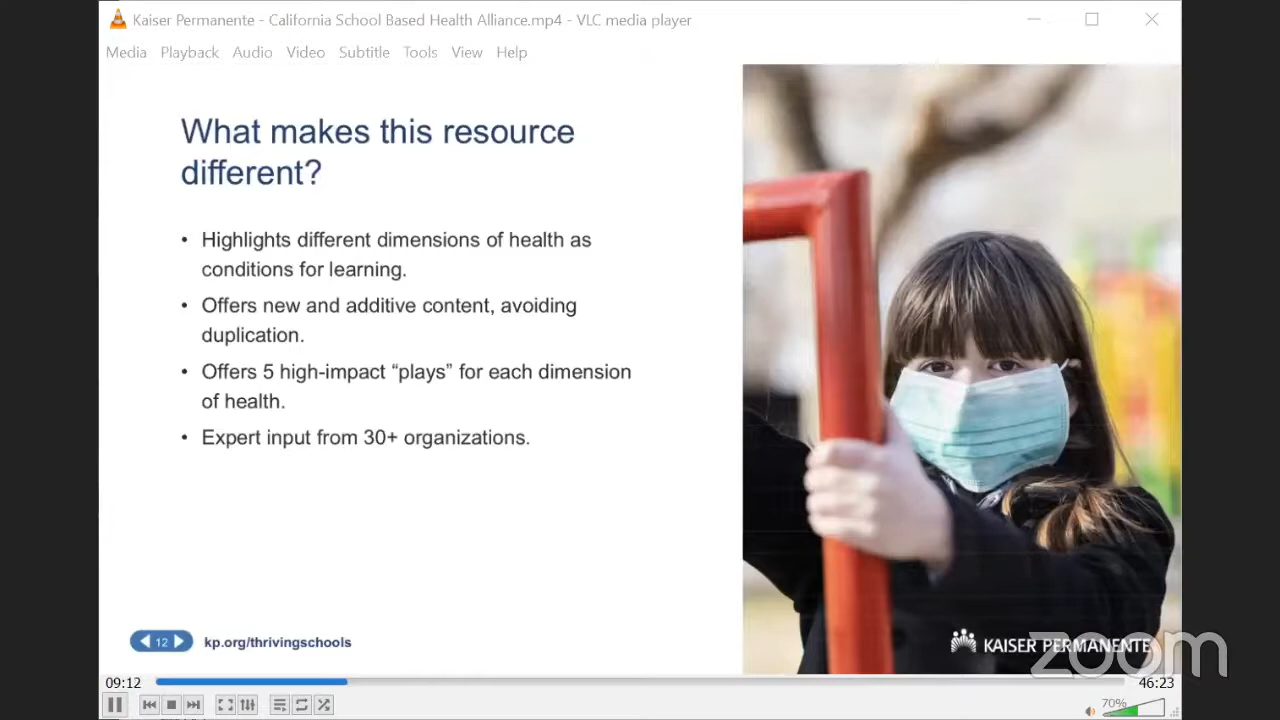 Kaiser Permanente - California School Based Health Alliance.mp4 - VLC media player
Media Playback Audio Video Subtitle Tools View Help
What makes this resource
different?
• Highlights different dimensions of health as
conditions for learning.
• Offers new and additive content, avoiding
duplication.
• Offers 5 high-impact “plays” for each dimension
of health.
• Expert input from 30+ organizations.
12
kp.org/thrivingschools
KAISER PERMANENTE
zoom
09:12
46:23
70%